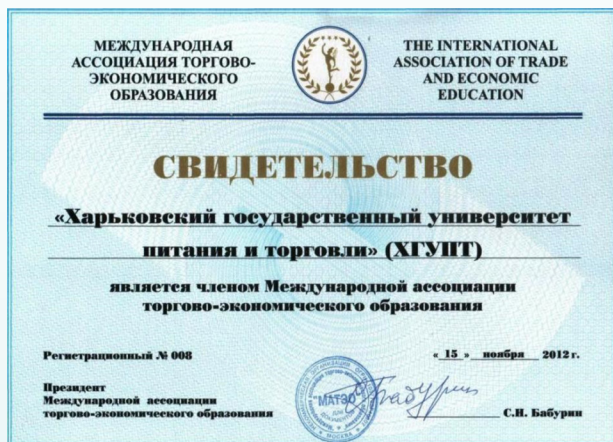 МЕЖДУНАРОДНАЯ
АССОЦИАЦИЯ ТОРГОВО-
ЭКОНОМИЧЕСКОГО
ОБРАЗОВАНИЯ
THE INTERNATIONAL
ASSOCIATION OF TRADE
AND ECONOMIC
EDUCATION
СВИДЕТЕЛЬСТВО
«Харьковский государственный университет
питания и торговли» (ХГУПТ)
является членом Международной ассоциации
торгово-экономического образования
Регистрационный № 008
« 15 » ноября 2012 г.
Президент
Международной ассоциации
торгово-экономического образования
"МАТЭО"
МОСКВА
С.Н. Бабурин